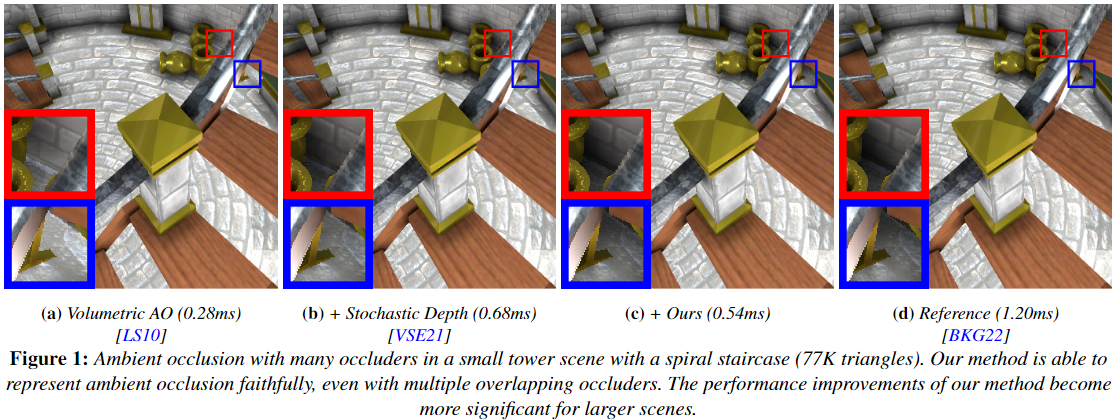 (a) Volumetric AO (0.28ms)
[LS10]
(b) + Stochastic Depth (0.68ms)
[VSE21]
(c) + Ours (0.54ms)
(d) Reference (1.20ms)
[BKG22]
Figure 1: Ambient occlusion with many occluders in a small tower scene with a spiral staircase (77K triangles). Our method is able to
represent ambient occlusion faithfully, even with multiple overlapping occluders. The performance improvements of our method become
more significant for larger scenes.